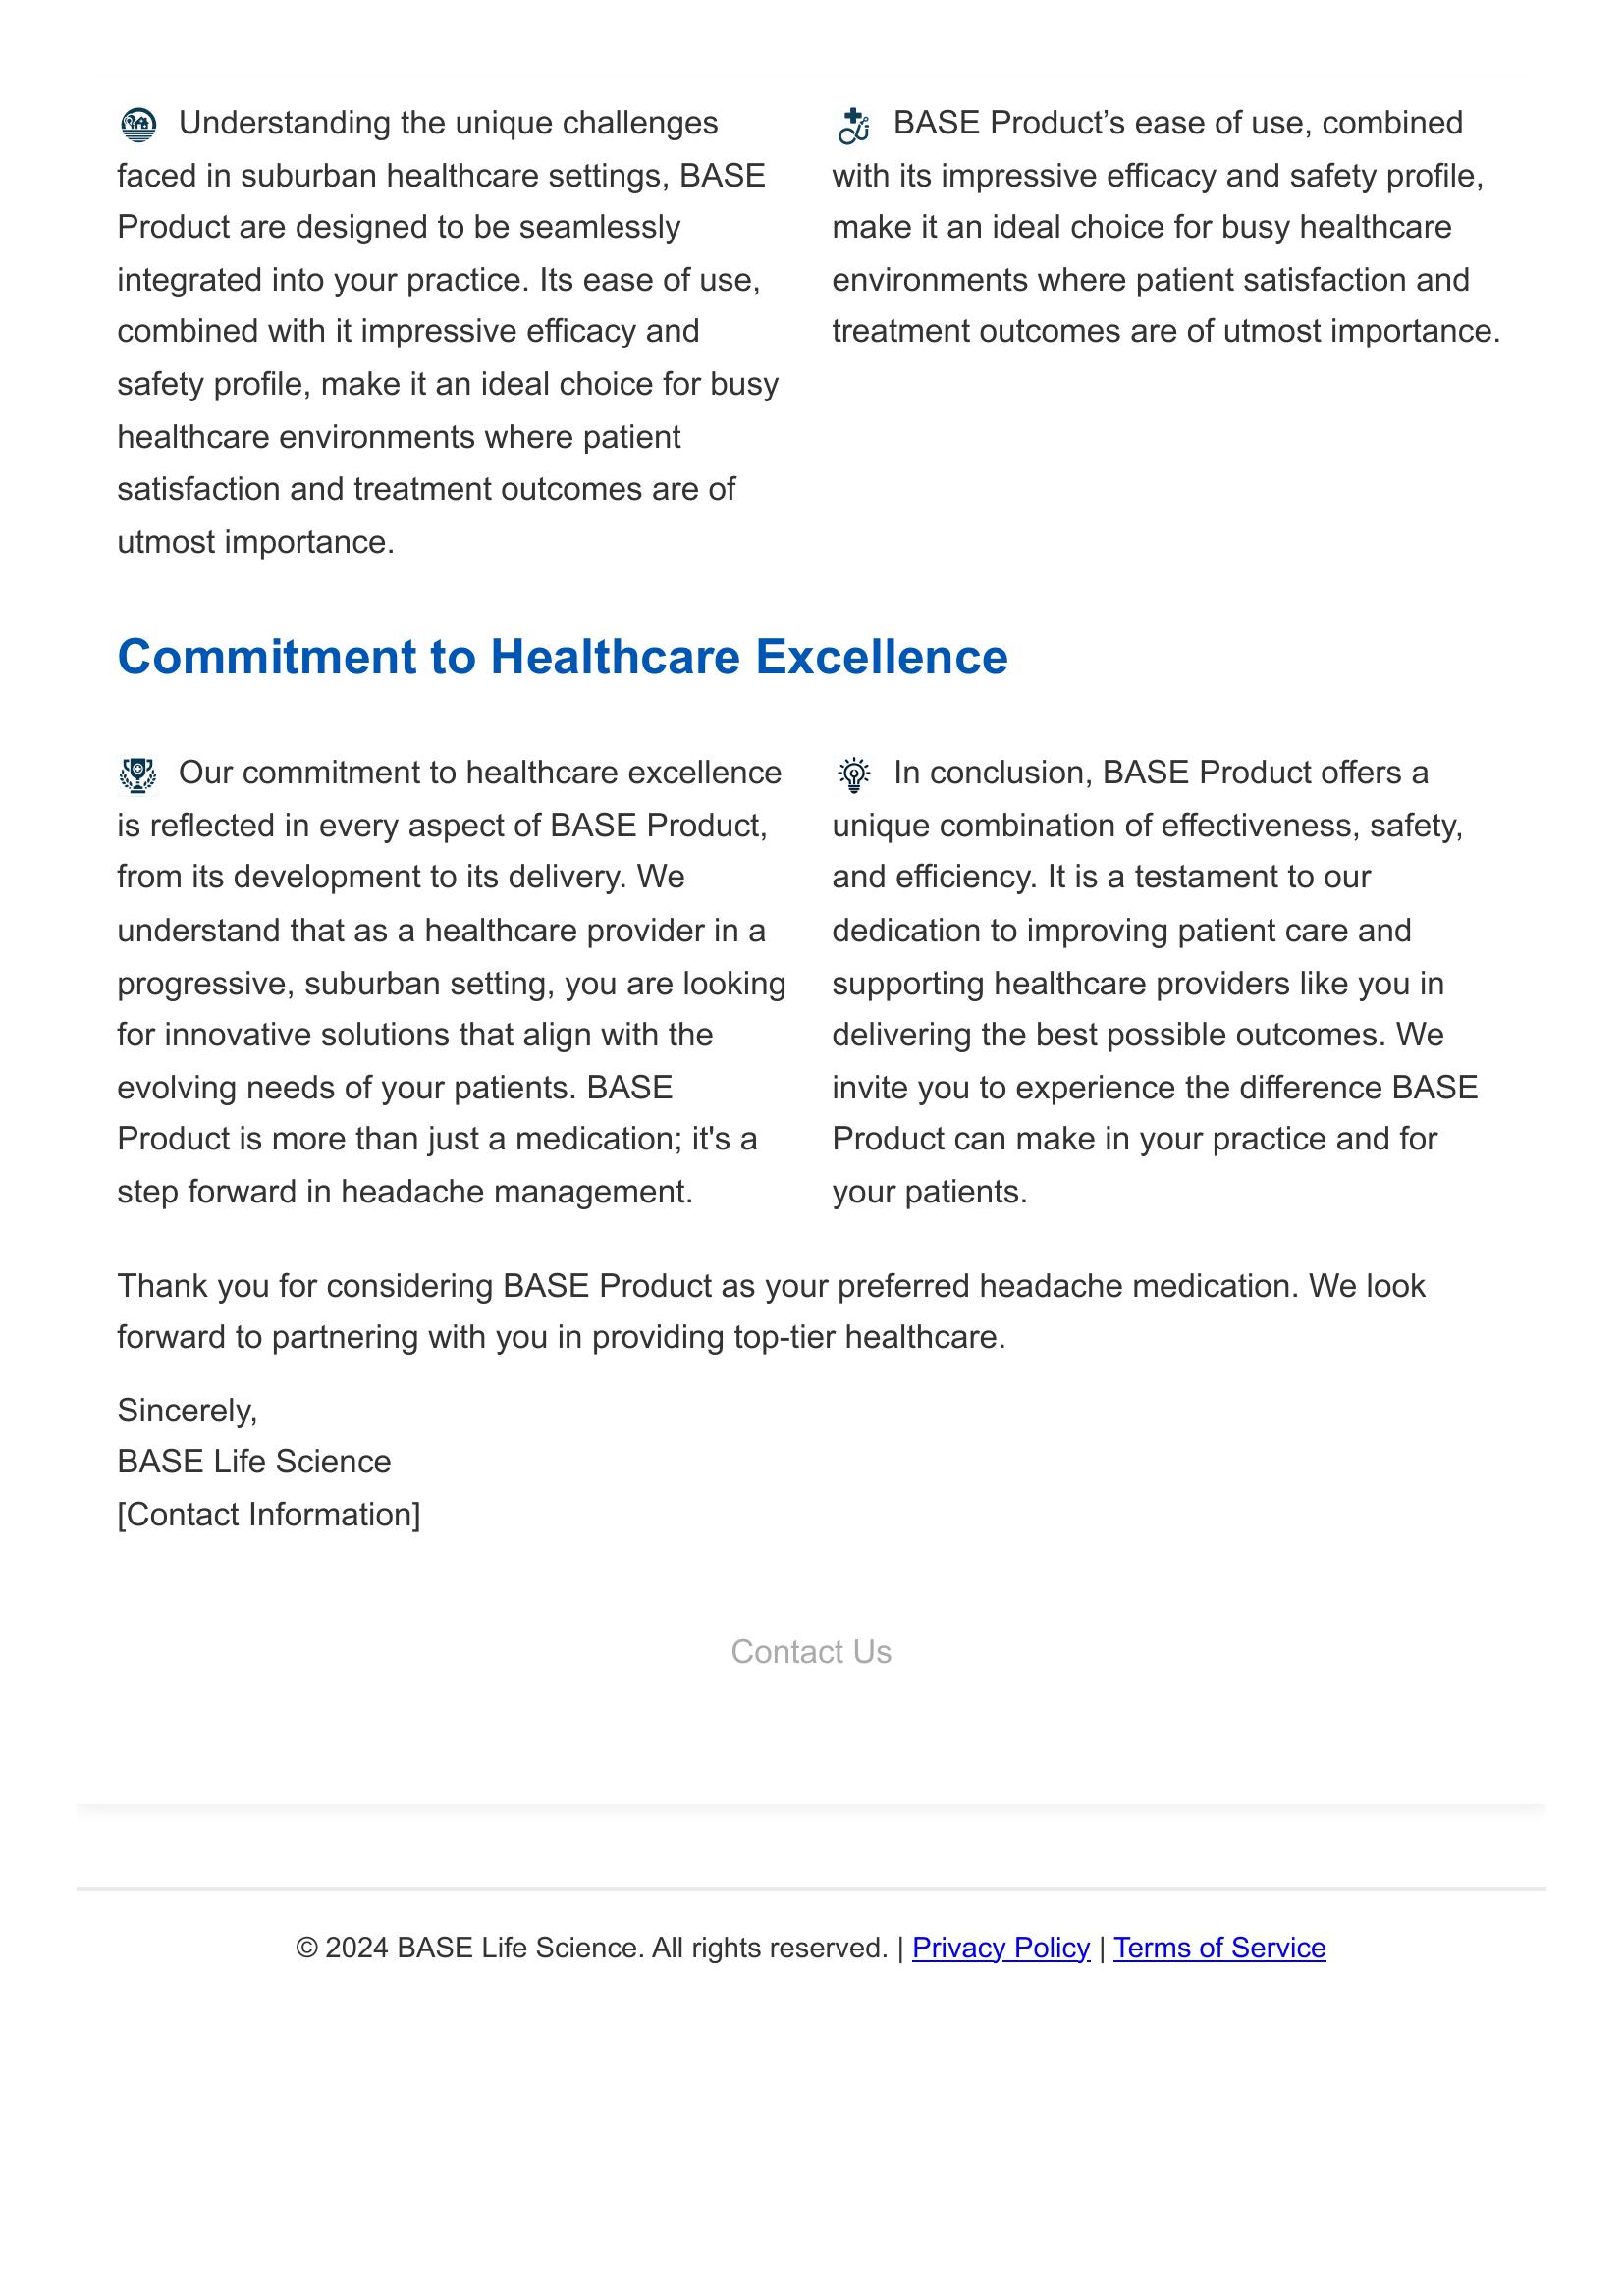 Understanding the unique challenges
faced in suburban healthcare settings, BASE
Product are designed to be seamlessly
integrated into your practice. Its ease of use,
combined with it impressive efficacy and
safety profile, make it an ideal choice for busy
healthcare environments where patient
satisfaction and treatment outcomes are of
utmost importance.
BASE Product’s ease of use, combined
with its impressive efficacy and safety profile,
make it an ideal choice for busy healthcare
environments where patient satisfaction and
treatment outcomes are of utmost importance.
Commitment to Healthcare Excellence
Our commitment to healthcare excellence
is reflected in every aspect of BASE Product,
from its development to its delivery. We
understand that as a healthcare provider in a
progressive, suburban setting, you are looking
for innovative solutions that align with the
evolving needs of your patients. BASE
Product is more than just a medication; it's a
step forward in headache management.
In conclusion, BASE Product offers a
unique combination of effectiveness, safety,
and efficiency. It is a testament to our
dedication to improving patient care and
supporting healthcare providers like you in
delivering the best possible outcomes. We
invite you to experience the difference BASE
Product can make in your practice and for
your patients.
Thank you for considering BASE Product as your preferred headache medication. We look
forward to partnering with you in providing top-tier healthcare.
Sincerely,
BASE Life Science
[Contact Information]
Contact Us
© 2024 BASE Life Science. All rights reserved. | Privacy Policy | Terms of Service